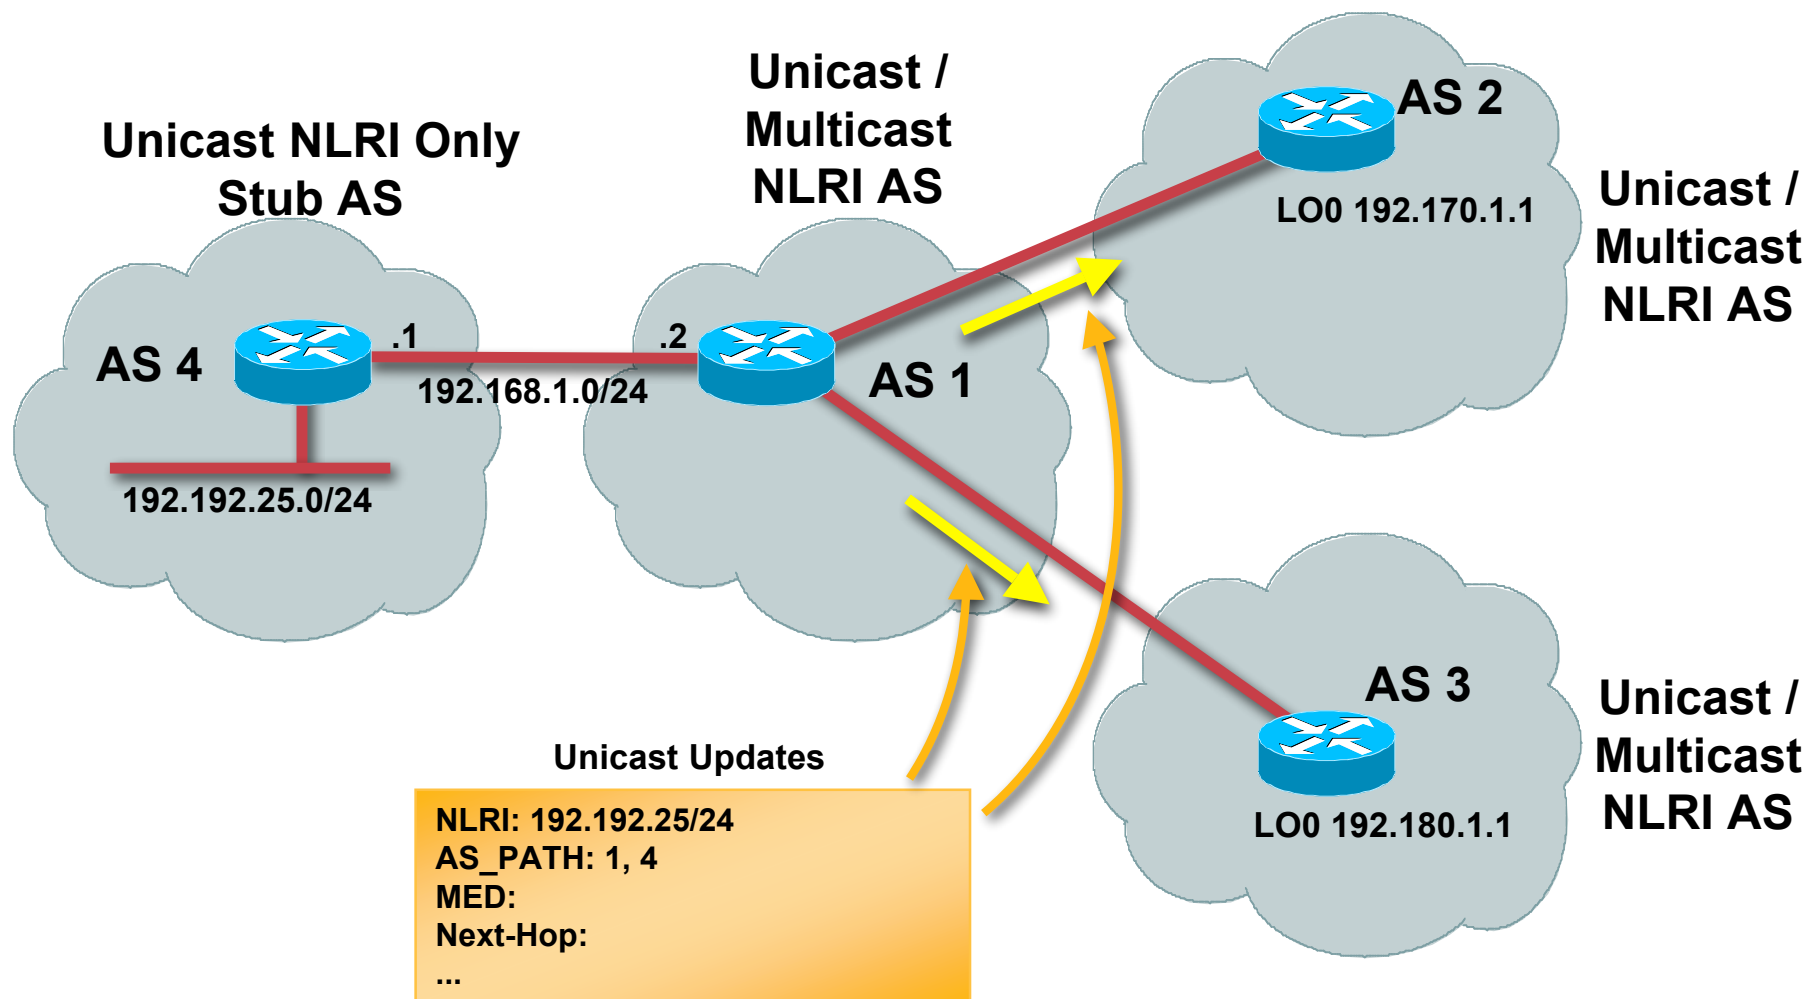 Unicast NLRI Only
Stub AS
Unicast /
Multicast
NLRI AS
AS 2
LO0 192.170.1.1
Unicast /
Multicast
NLRI AS
AS 4
.1
192.168.1.0/24
.2
AS 1
192.192.25.0/24
AS 3
LO0 192.180.1.1
Unicast /
Multicast
NLRI AS
Unicast Updates
NLRI: 192.192.25/24
AS_PATH: 1, 4
MED:
Next-Hop:
...